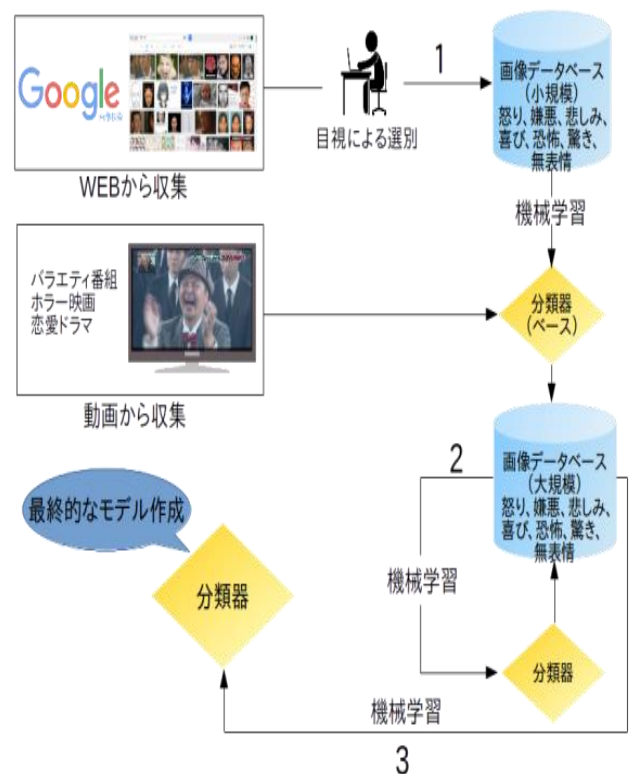 Google
WEBから収集
目視による選別
1
画像データベース
(小規模)
怒り、嫌悪、悲しみ、
喜び、恐怖、驚き、
無表情
機械学習
バラエティ番組
ホラー映画
恋愛ドラマ
動画から収集
分類器
(ベース)
2
画像データベース
(大規模)
怒り、嫌悪、悲しみ、
喜び、恐怖、驚き、
無表情
最終的なモデル作成
分類器
機械学習
分類器
機械学習
3